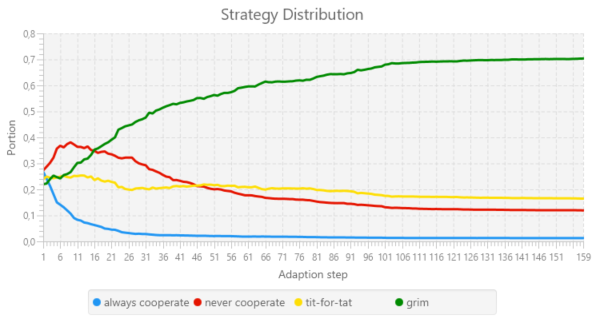 Strategy Distribution
0,8
0,7
0,6
0,5
0,4
0,3
0,2
0,1
0,0
Portion
1 6 11 16 21 26 31 36 41 46 51 56 61 66 71 76 81 86 91 96 101 106 111 116 121 126 131 136 141 146 151 159
Adaption step
always cooperate never cooperate tit-for-tat grim